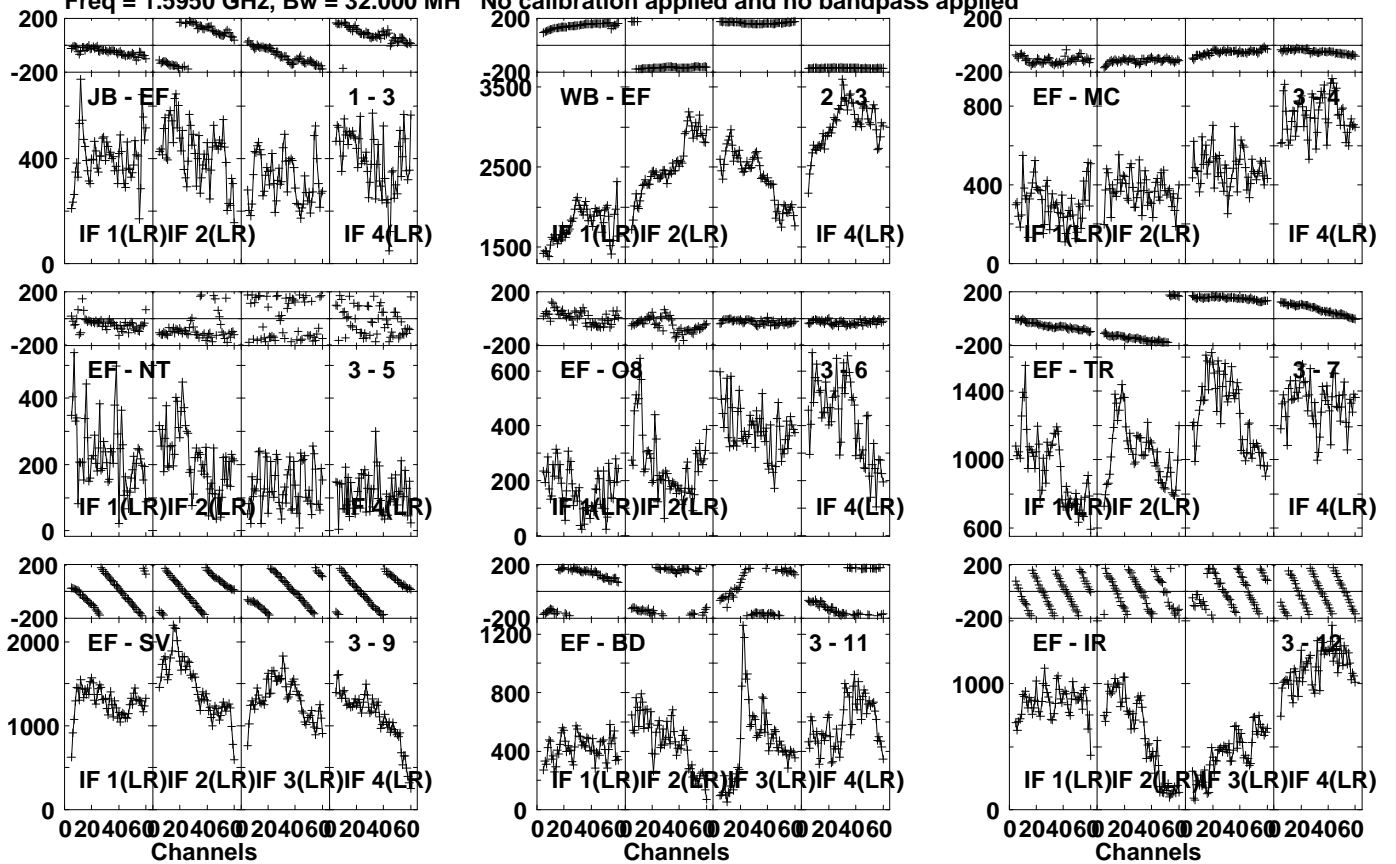 Freq = 1.5950 GHz, Bw = 32.000 MH No calibration applied and no bandpass applied
200
-200
JB - EF 1 - 3
400
0
IF 1(LR) IF 2(LR) IF 4(LR)
200
-200
WB - EF 2 - 3
3500
2500
1500
IF 1(LR) IF 2(LR) IF 4(LR)
200
-200
EF - MC 3 - 4
800
400
0
IF 1(LR) IF 2(LR) IF 4(LR)
200
-200
EF - NT 3 - 5
400
200
0
IF 1(LR) IF 2(LR) IF 4(LR)
200
-200
EF - O8 3 - 6
600
400
200
0
IF 1(LR) IF 2(LR) IF 4(LR)
200
-200
EF - TR 3 - 7
1400
1000
600
IF 1(LR) IF 2(LR) IF 4(LR)
200
-200
EF - SV 3 - 9
2000
1000
0
IF 1(LR) IF 2(LR) IF 3(LR) IF 4(LR)
0 20 40 60 0 20 40 60 0 20 40 60 0 20 40 60
Channels
200
-200
EF - BD 3 - 11
1200
800
400
0
IF 1(LR) IF 2(LR) IF 3(LR) IF 4(LR)
0 20 40 60 0 20 40 60 0 20 40 60 0 20 40 60
Channels
200
-200
EF - IR 3 - 12
1000
0
IF 1(LR) IF 2(LR) IF 3(LR) IF 4(LR)
0 20 40 60 0 20 40 60 0 20 40 60 0 20 40 60
Channels